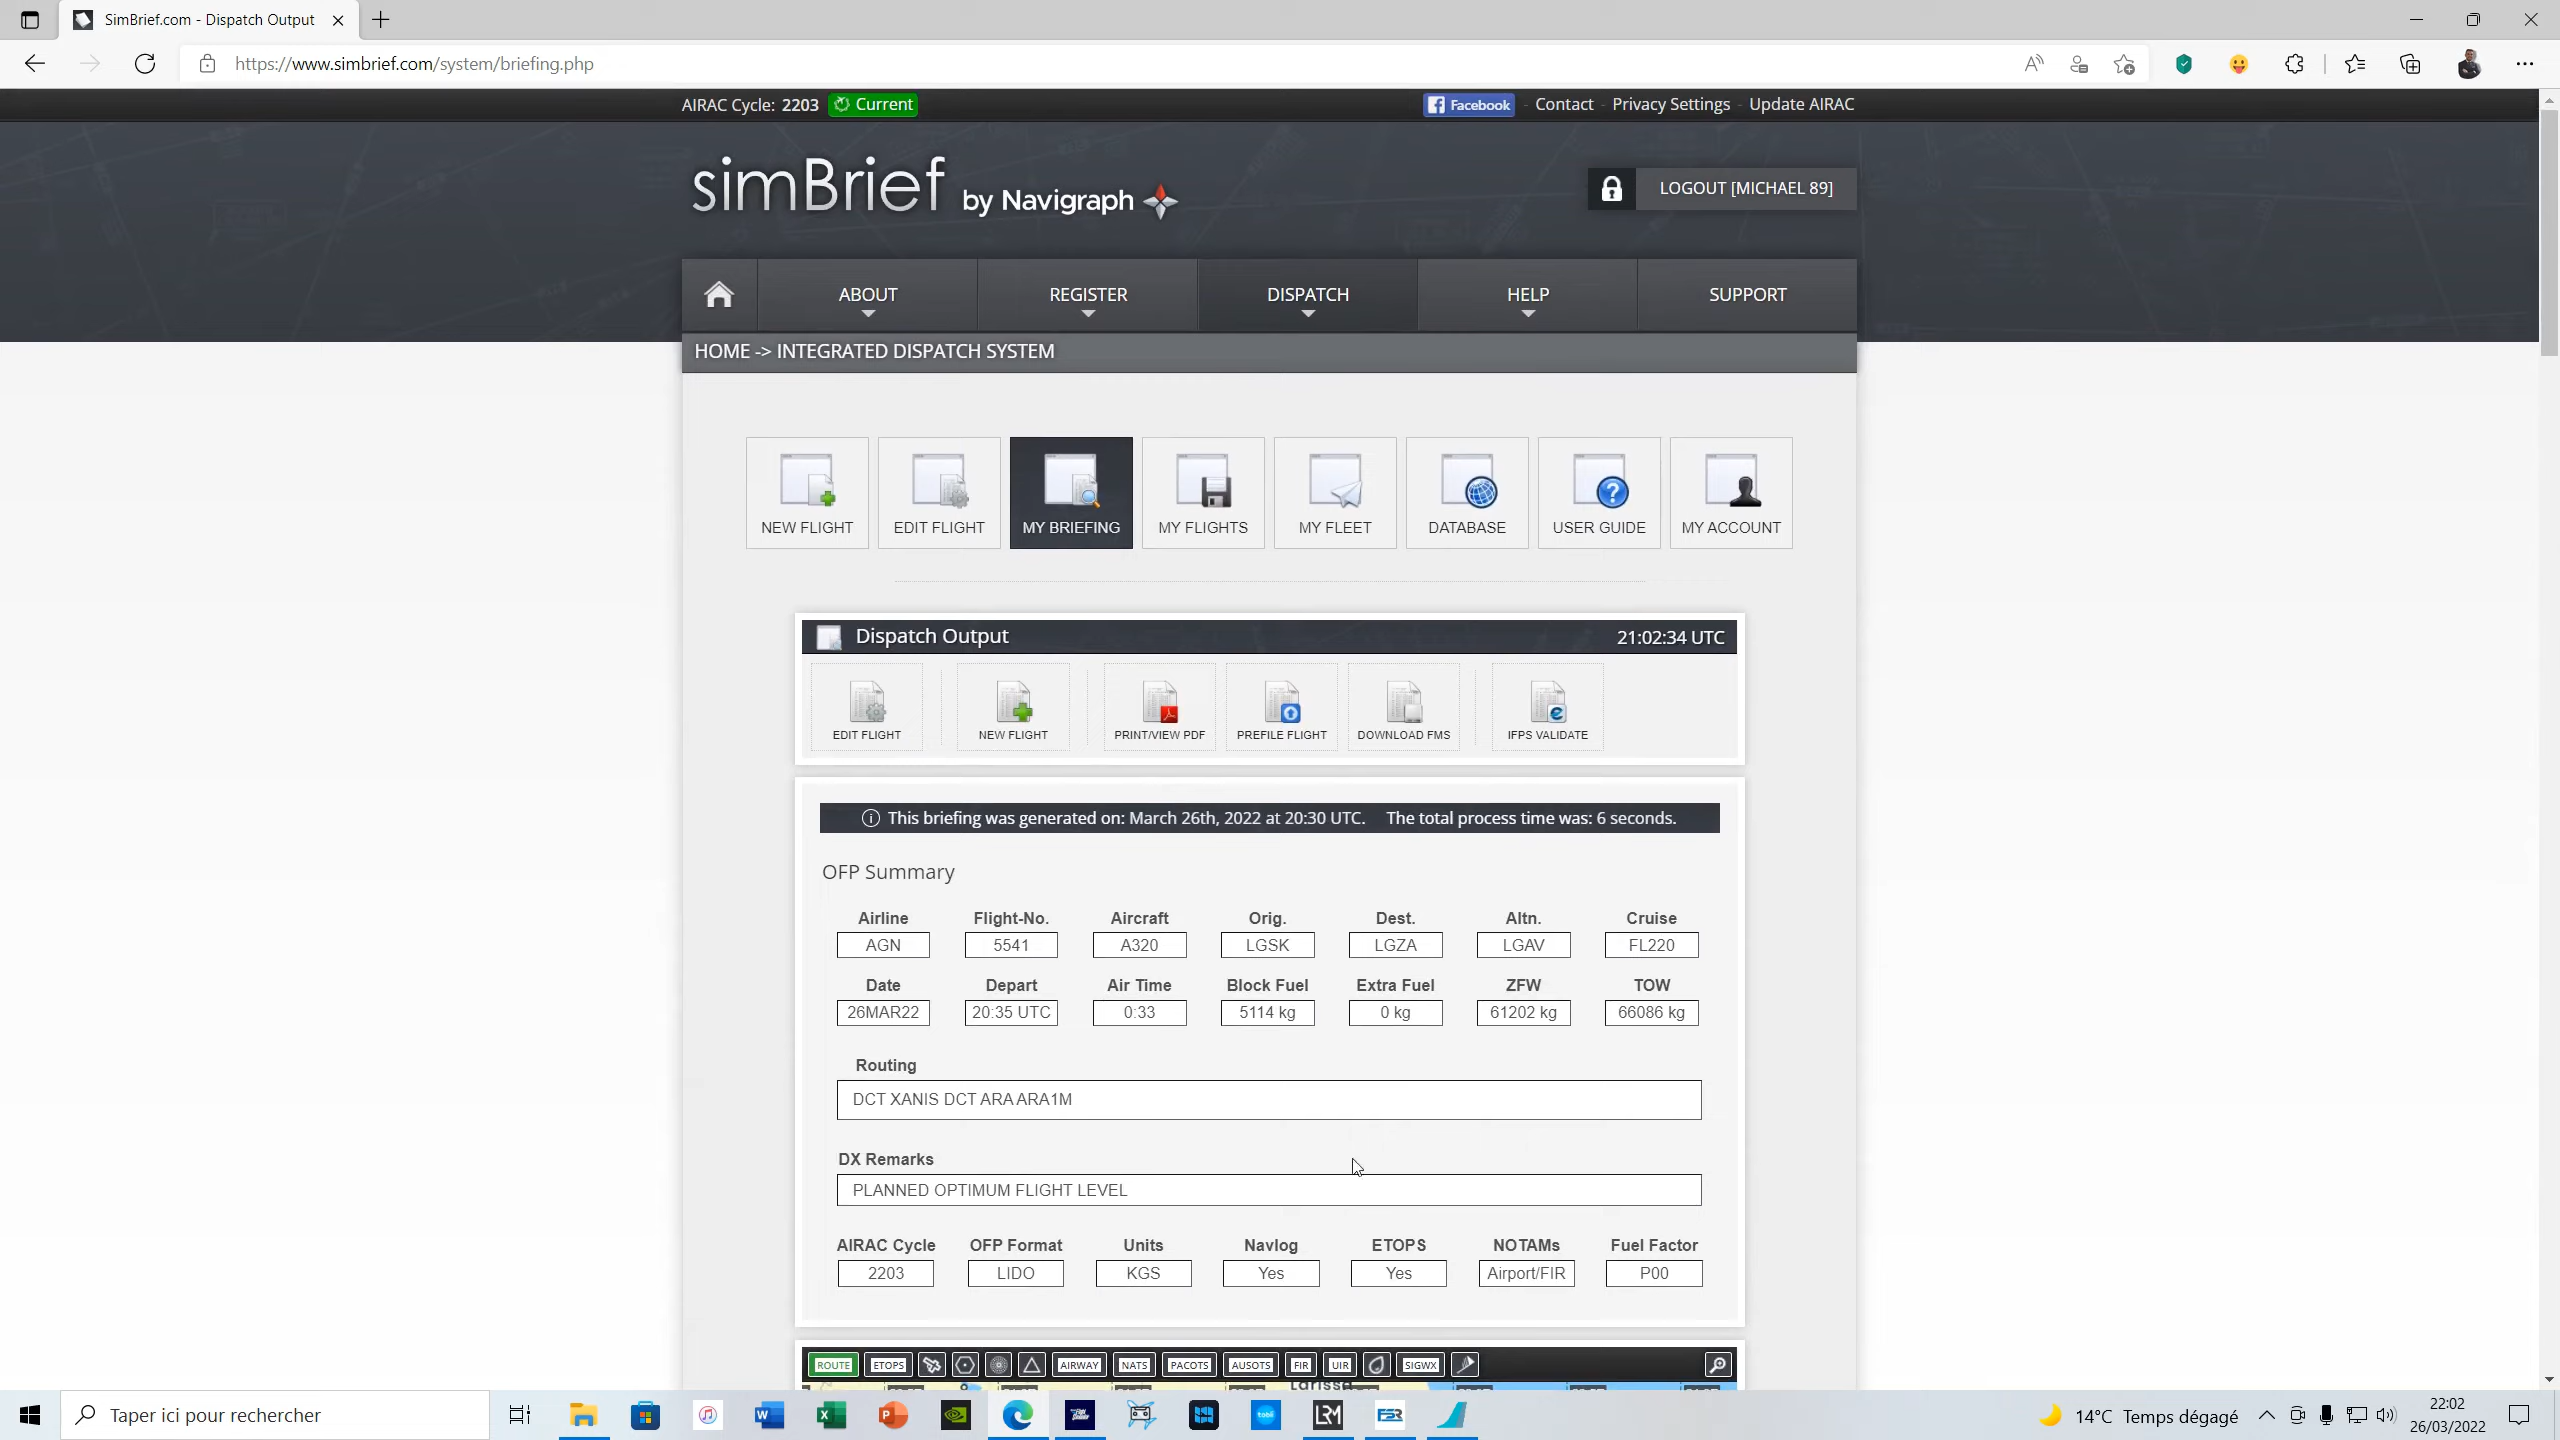 SimBrief.com - Dispatch Output
https://www.simbrief.com/system/briefing.php
AIRAC Cycle: 2203 Current
Facebook - Contact - Privacy Settings - Update AIRAC
simBrief by Navigraph
LOGOUT [MICHAEL 89]
ABOUT REGISTER DISPATCH HELP SUPPORT
HOME -> INTEGRATED DISPATCH SYSTEM
NEW FLIGHT EDIT FLIGHT MY BRIEFING MY FLIGHTS MY FLEET DATABASE USER GUIDE MY ACCOUNT
Dispatch Output 21:02:34 UTC
EDIT FLIGHT NEW FLIGHT PRINT/VIEW PDF PREFILE FLIGHT DOWNLOAD FMS IFPS VALIDATE
This briefing was generated on: March 26th, 2022 at 20:30 UTC. The total process time was: 6 seconds.
OFP Summary
Airline Flight-No. Aircraft Orig. Dest. Altn. Cruise
AGN 5541 A320 LGSK LGZA LGAV FL220
Date Depart Air Time Block Fuel Extra Fuel ZFW TOW
26MAR22 20:35 UTC 0:33 5114 kg 0 kg 61202 kg 66086 kg
Routing
DCT XANIS DCT ARA ARA1M
DX Remarks
PLANNED OPTIMUM FLIGHT LEVEL
AIRAC Cycle OFP Format Units Navlog ETOPS NOTAMs Fuel Factor
2203 LIDO KGS Yes Yes Airport/FIR P00
ROUTE ETOPS AIRWAY NATS PACOTS AUSOTS FIR UIR SIGWX
Larissa
Taper ici pour rechercher
tobii
LRM
FSR
14°C Temps dégagé
22:02
26/03/2022